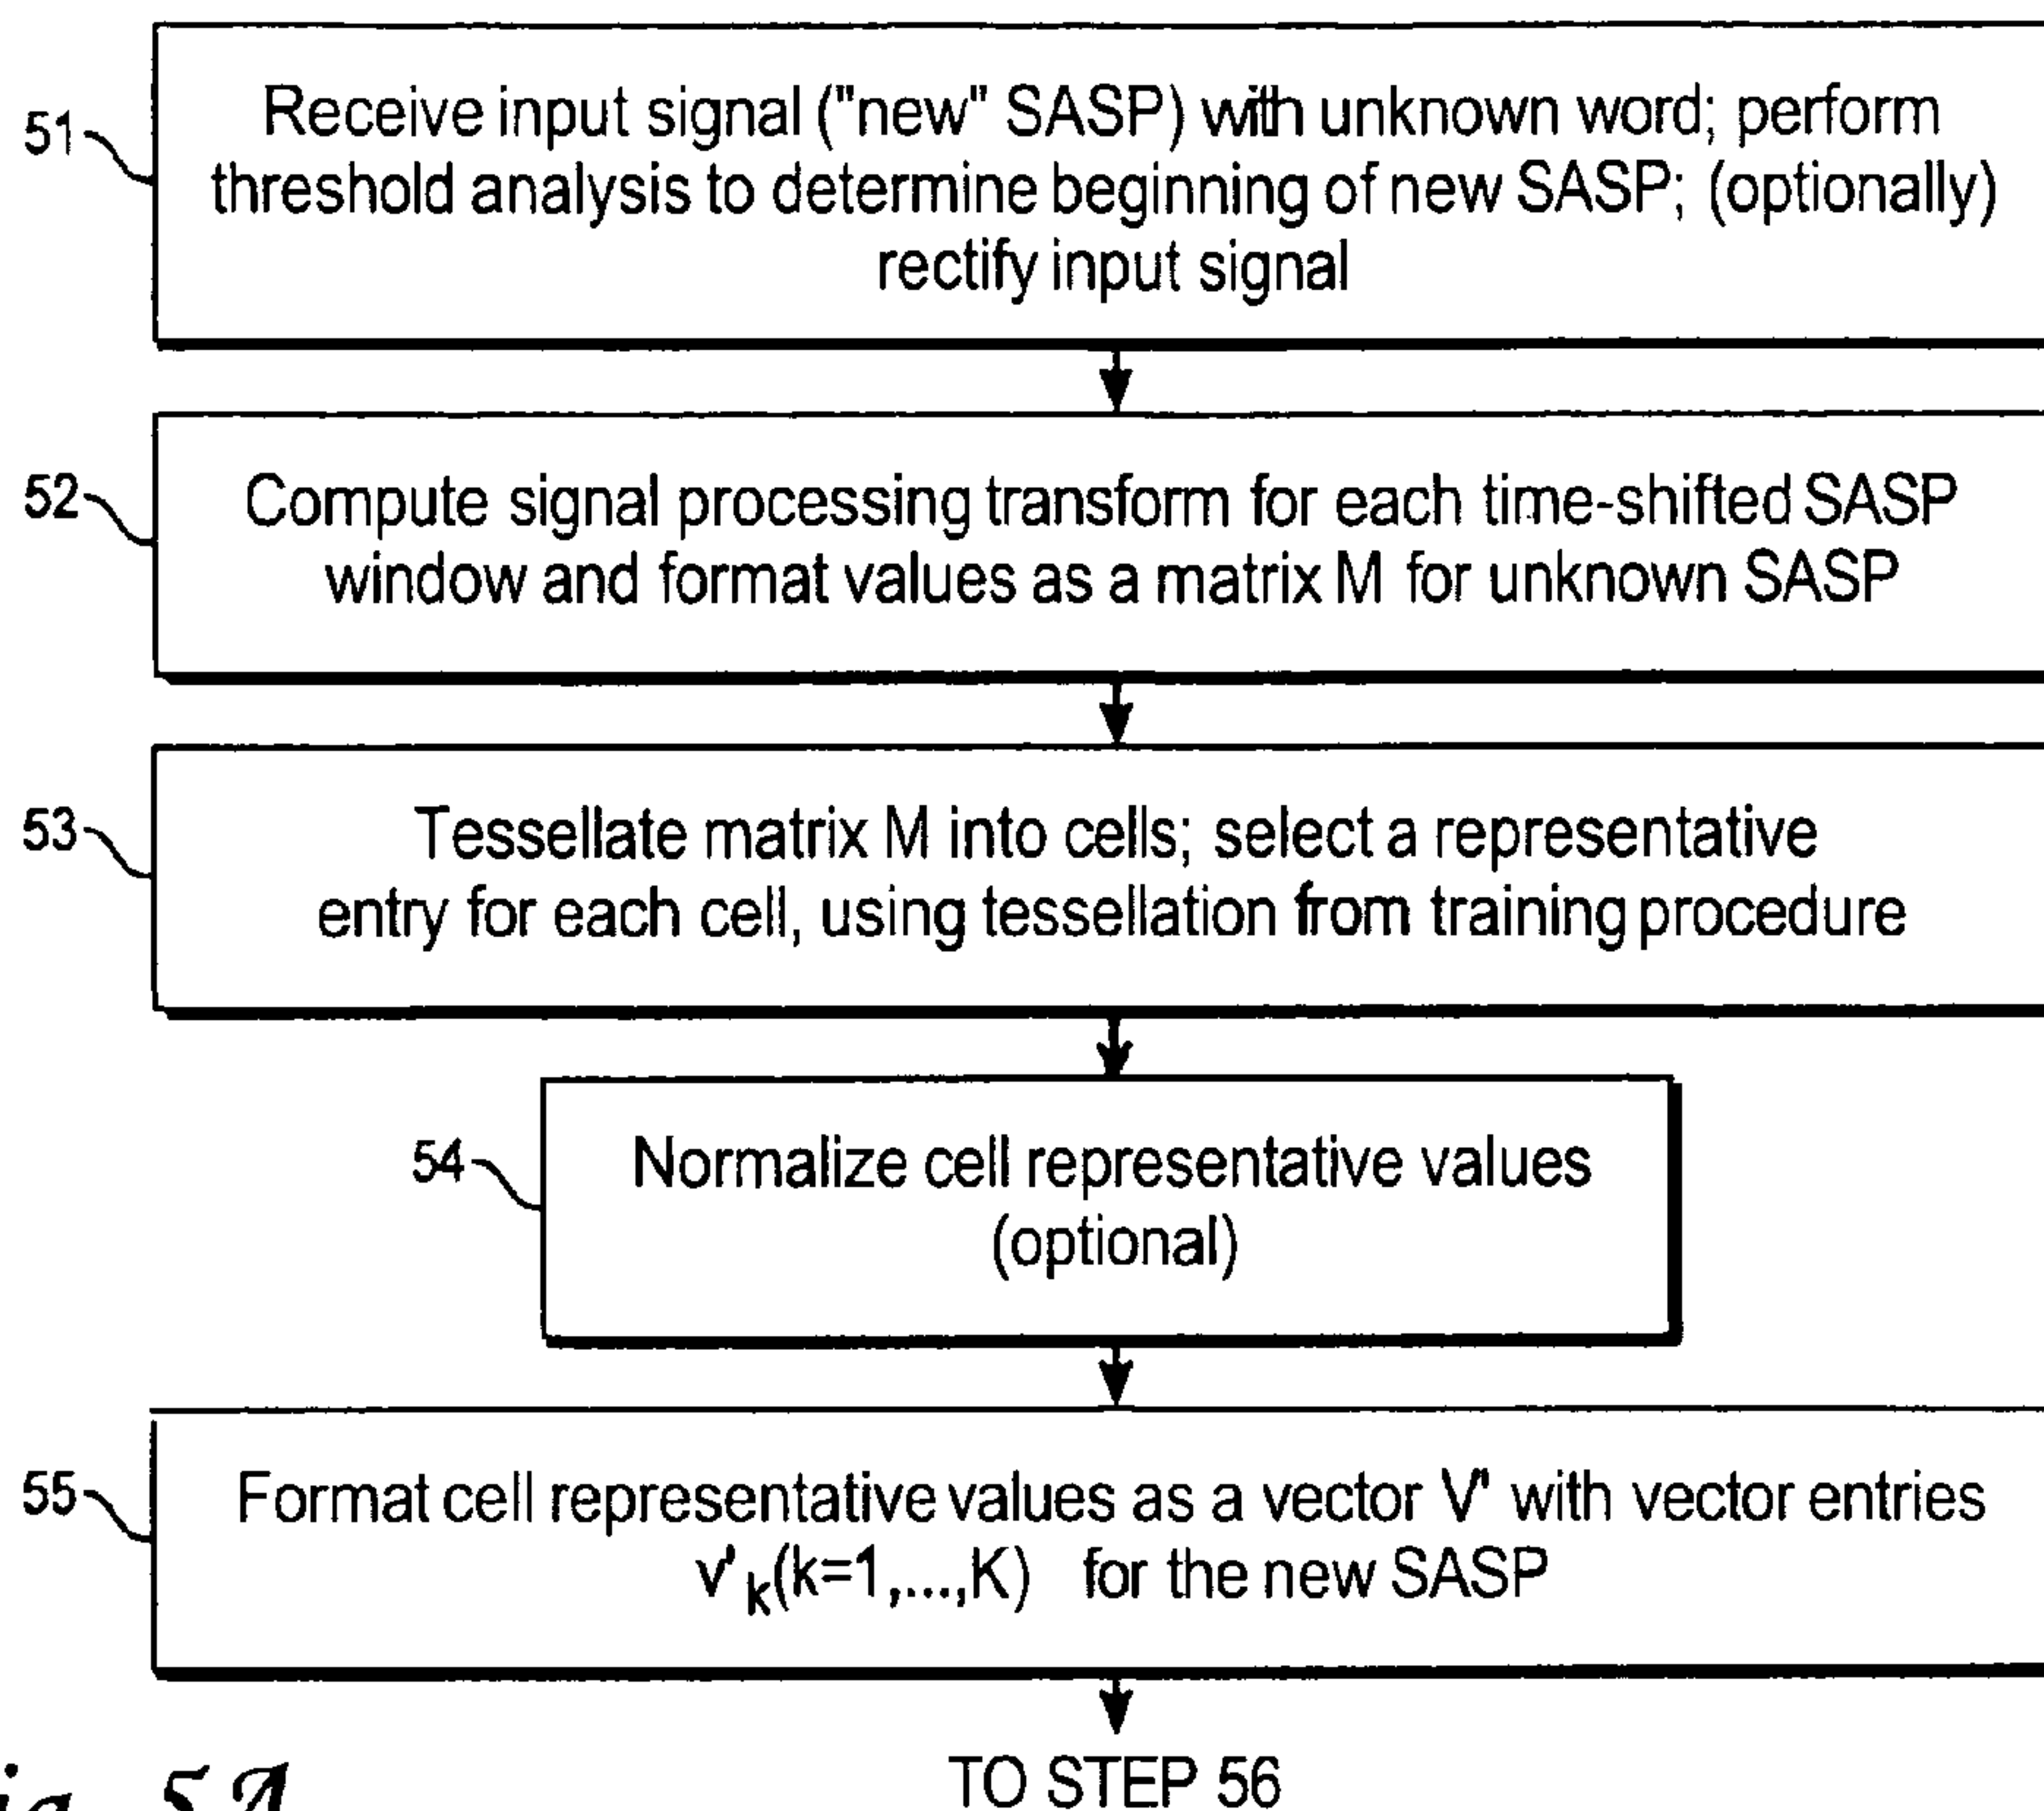 51
Receive input signal ("new" SASP) with unknown word; perform
threshold analysis to determine beginning of new SASP; (optionally)
rectify input signal
52
Compute signal processing transform for each time-shifted SASP
window and format values as a matrix M for unknown SASP
53
Tessellate matrix M into cells; select a representative
entry for each cell, using tessellation from training procedure
54
Normalize cell representative values
(optional)
55
Format cell representative values as a vector V' with vector entries
v'k(k=1,...,K) for the new SASP
TO STEP 56
ig. 5A